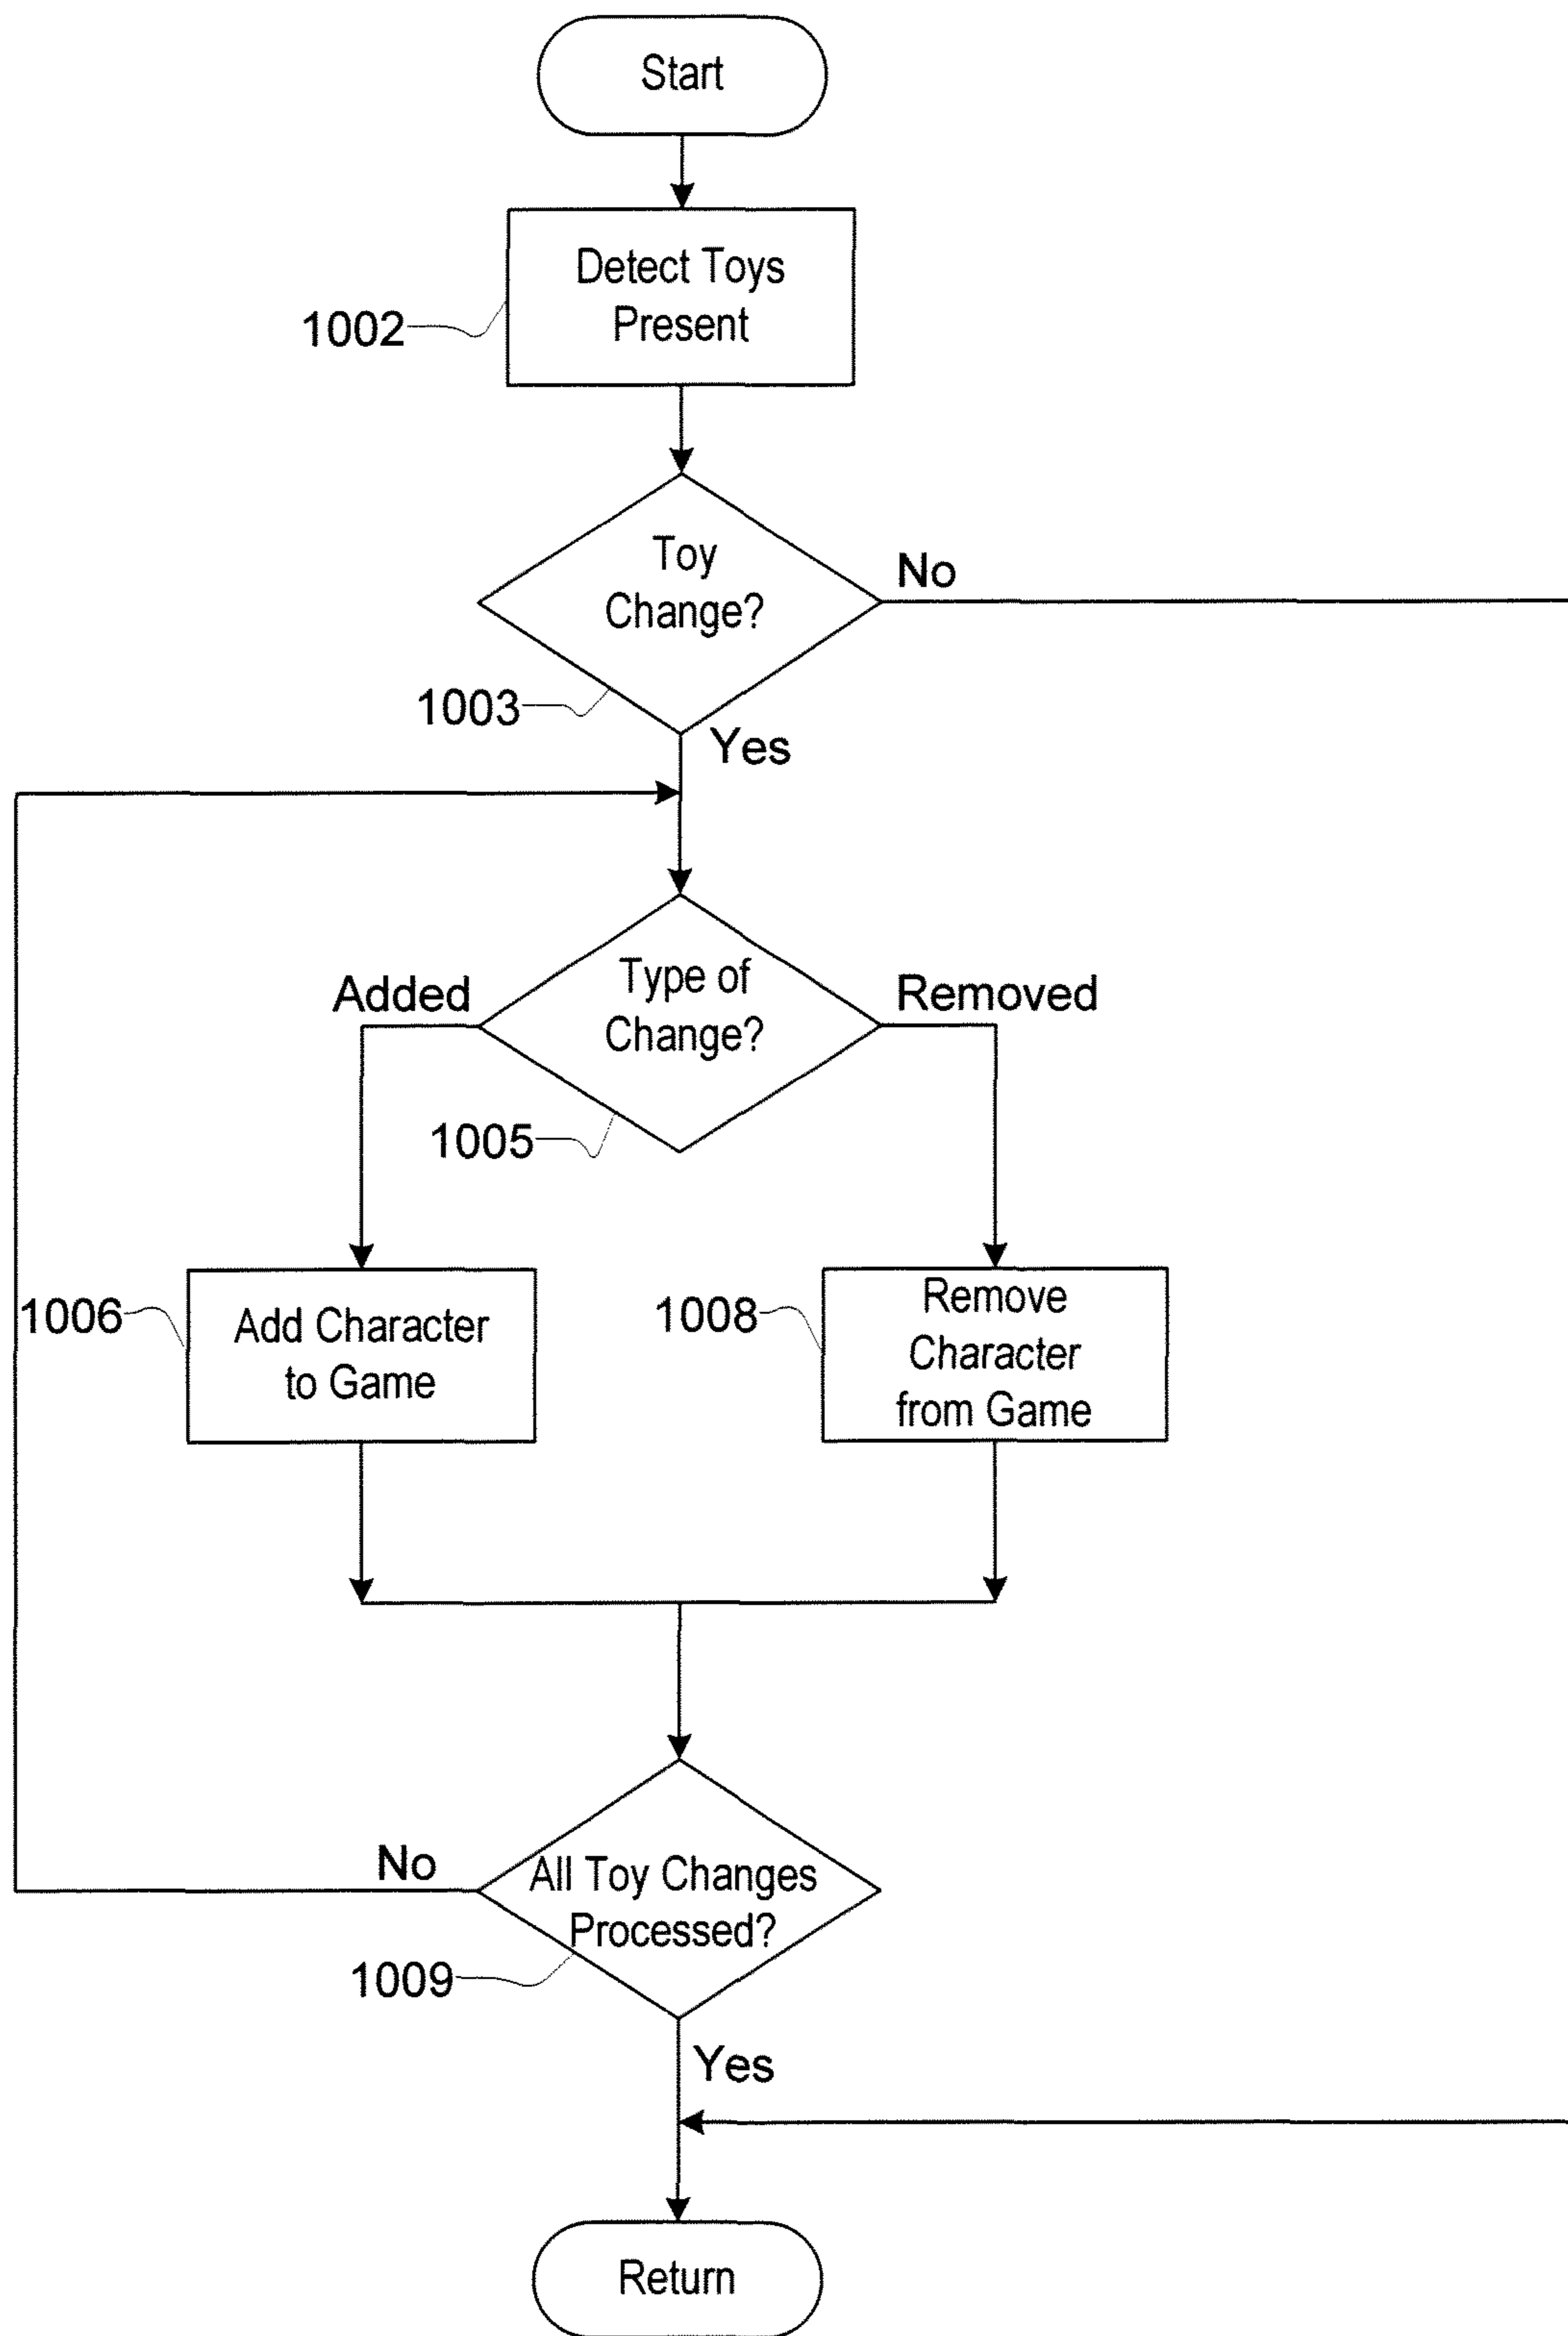 Start
Detect Toys
Present
1002
Toy
Change?
No
1003
Yes
Added
Type of
Change?
Removed
1005
1006
Add Character
to Game
1008
Remove
Character
from Game
No
All Toy Changes
Processed?
1009
Yes
Return